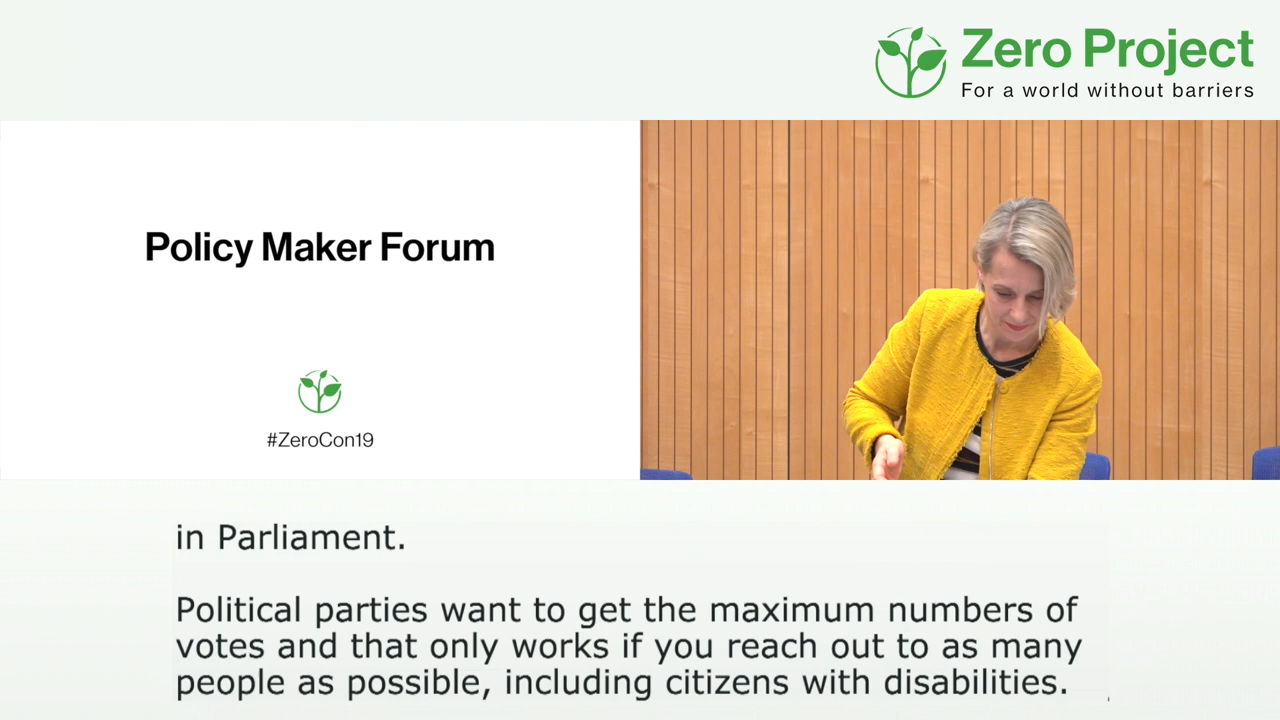 Zero Project
For a world without barriers
Policy Maker Forum
#ZeroCon19
in Parliament.
Political parties want to get the maximum numbers of
votes and that only works if you reach out to as many
people as possible, including citizens with disabilities.